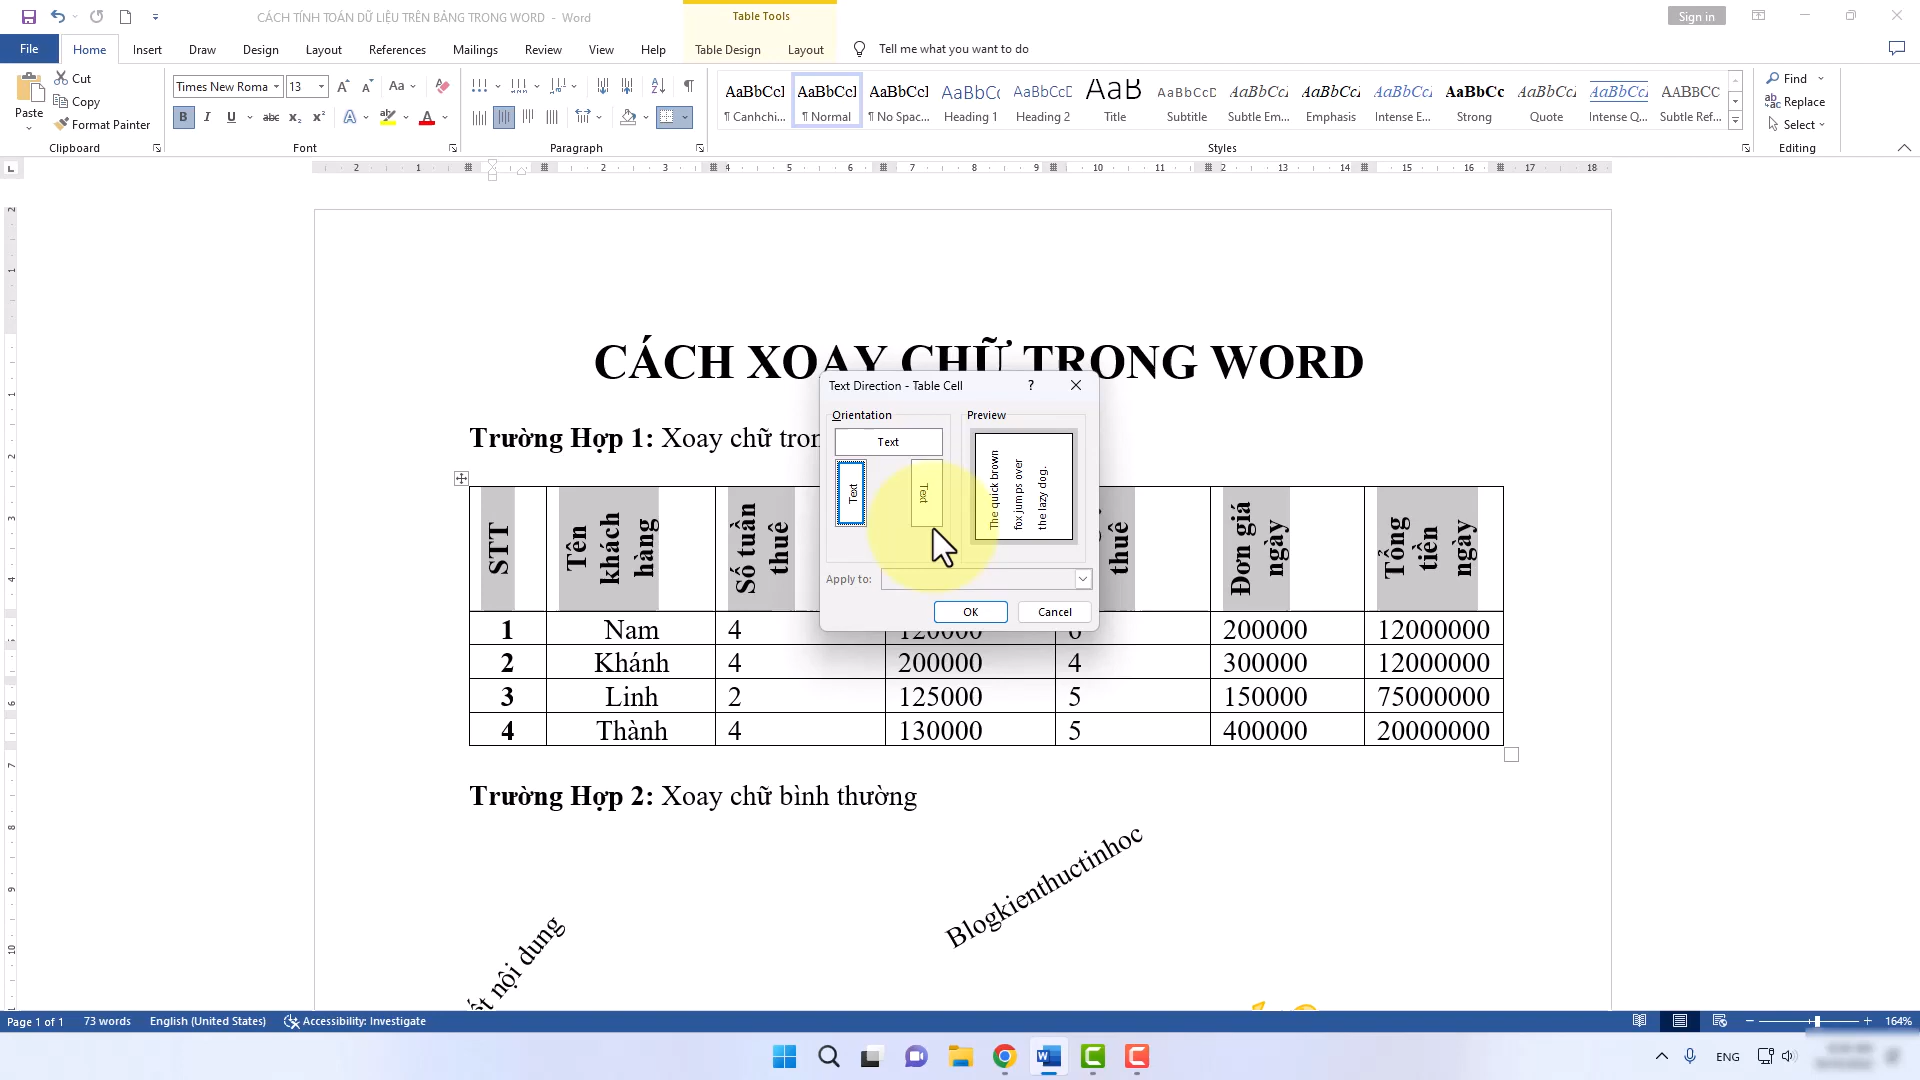 CÁCH TÍNH TOÁN DỮ LIỆU TRÊN BẢNG TRONG WORD - Word
Table Tools
Sign in
File Home Insert Draw Design Layout References Mailings Review View Help Table Design Layout Tell me what you want to do
Paste
Cut
Copy
Format Painter
Clipboard
Times New Roma 13
Font
Paragraph
AaBbCcI AaBbCcI AaBbCcI AaBbCc AaBbCcD AaB AaBbCcD AaBbCcI AaBbCcI AaBbCcI AaBbCc AaBbCcI AaBbCcI AABBCC
¶ Canhchi... ¶ Normal ¶ No Spac... Heading 1 Heading 2 Title Subtitle Subtle Em... Emphasis Intense E... Strong Quote Intense Q... Subtle Ref...
Styles
Find
Replace
Select
Editing
CÁCH XOAY CHỮ TRONG WORD
Trường Hợp 1: Xoay chữ tron
Text Direction - Table Cell
Orientation
Text
Text
Text
Preview
The quick brown
fox jumps over
the lazy dog.
Apply to:
OK Cancel
STT
Tên khách hàng
Số tuần thuê
thuê
Đơn giá ngày
Tổng tiền ngày
1 Nam 4 120000 6 200000 12000000
2 Khánh 4 200000 4 300000 12000000
3 Linh 2 125000 5 150000 75000000
4 Thành 4 130000 5 400000 20000000
Trường Hợp 2: Xoay chữ bình thường
Blogkienthuctinhoc
ết nội dung
Page 1 of 1 73 words English (United States) Accessibility: Investigate
164%
ENG